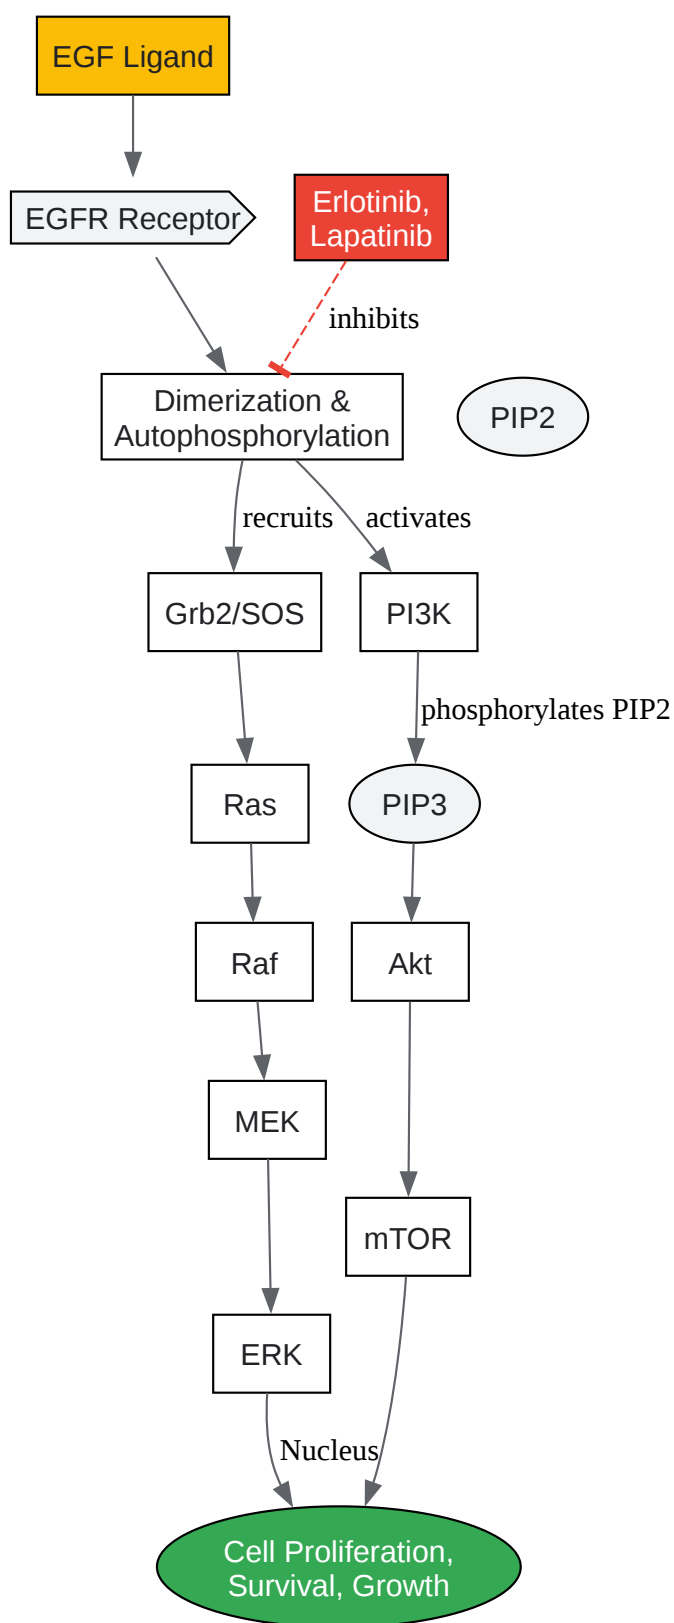 EGF Ligand
EGFR Receptor
Erlotinib,
Lapatinib
inhibits
Dimerization &
Autophosphorylation
PIP2
recruits
activates
Grb2/SOS
PI3K
phosphorylates PIP2
Ras
PIP3
Raf
Akt
MEK
mTOR
ERK
Nucleus
Cell Proliferation,
Survival, Growth